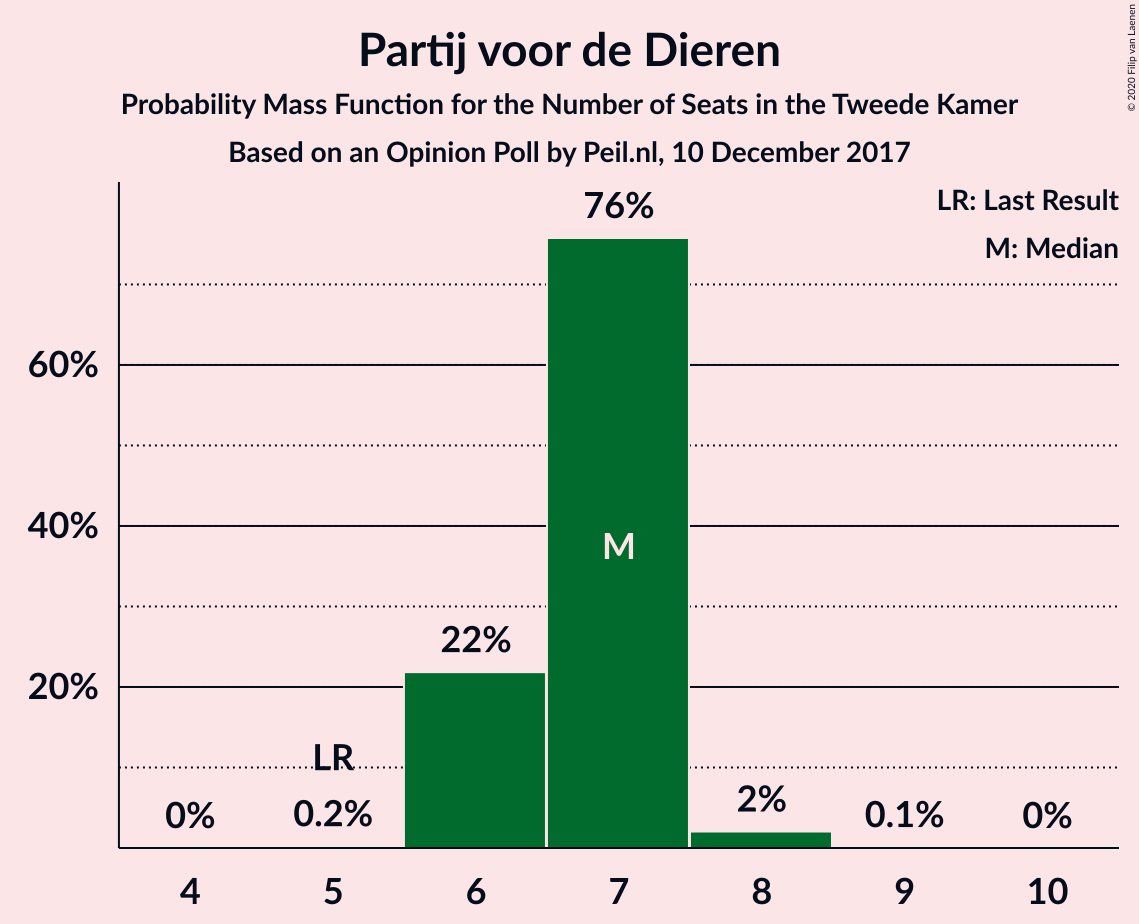 Partij voor de Dieren
Probability Mass Function for the Number of Seats in the Tweede Kamer
Based on an Opinion Poll by Peil.nl, 10 December 2017
© 2020 Filip van Laenen
LR: Last Result
M: Median
76%
60%
40%
M
22%
20%
LR
0%
0.2%
2%
0.1%
0%
4 5 6 7 8 9 10